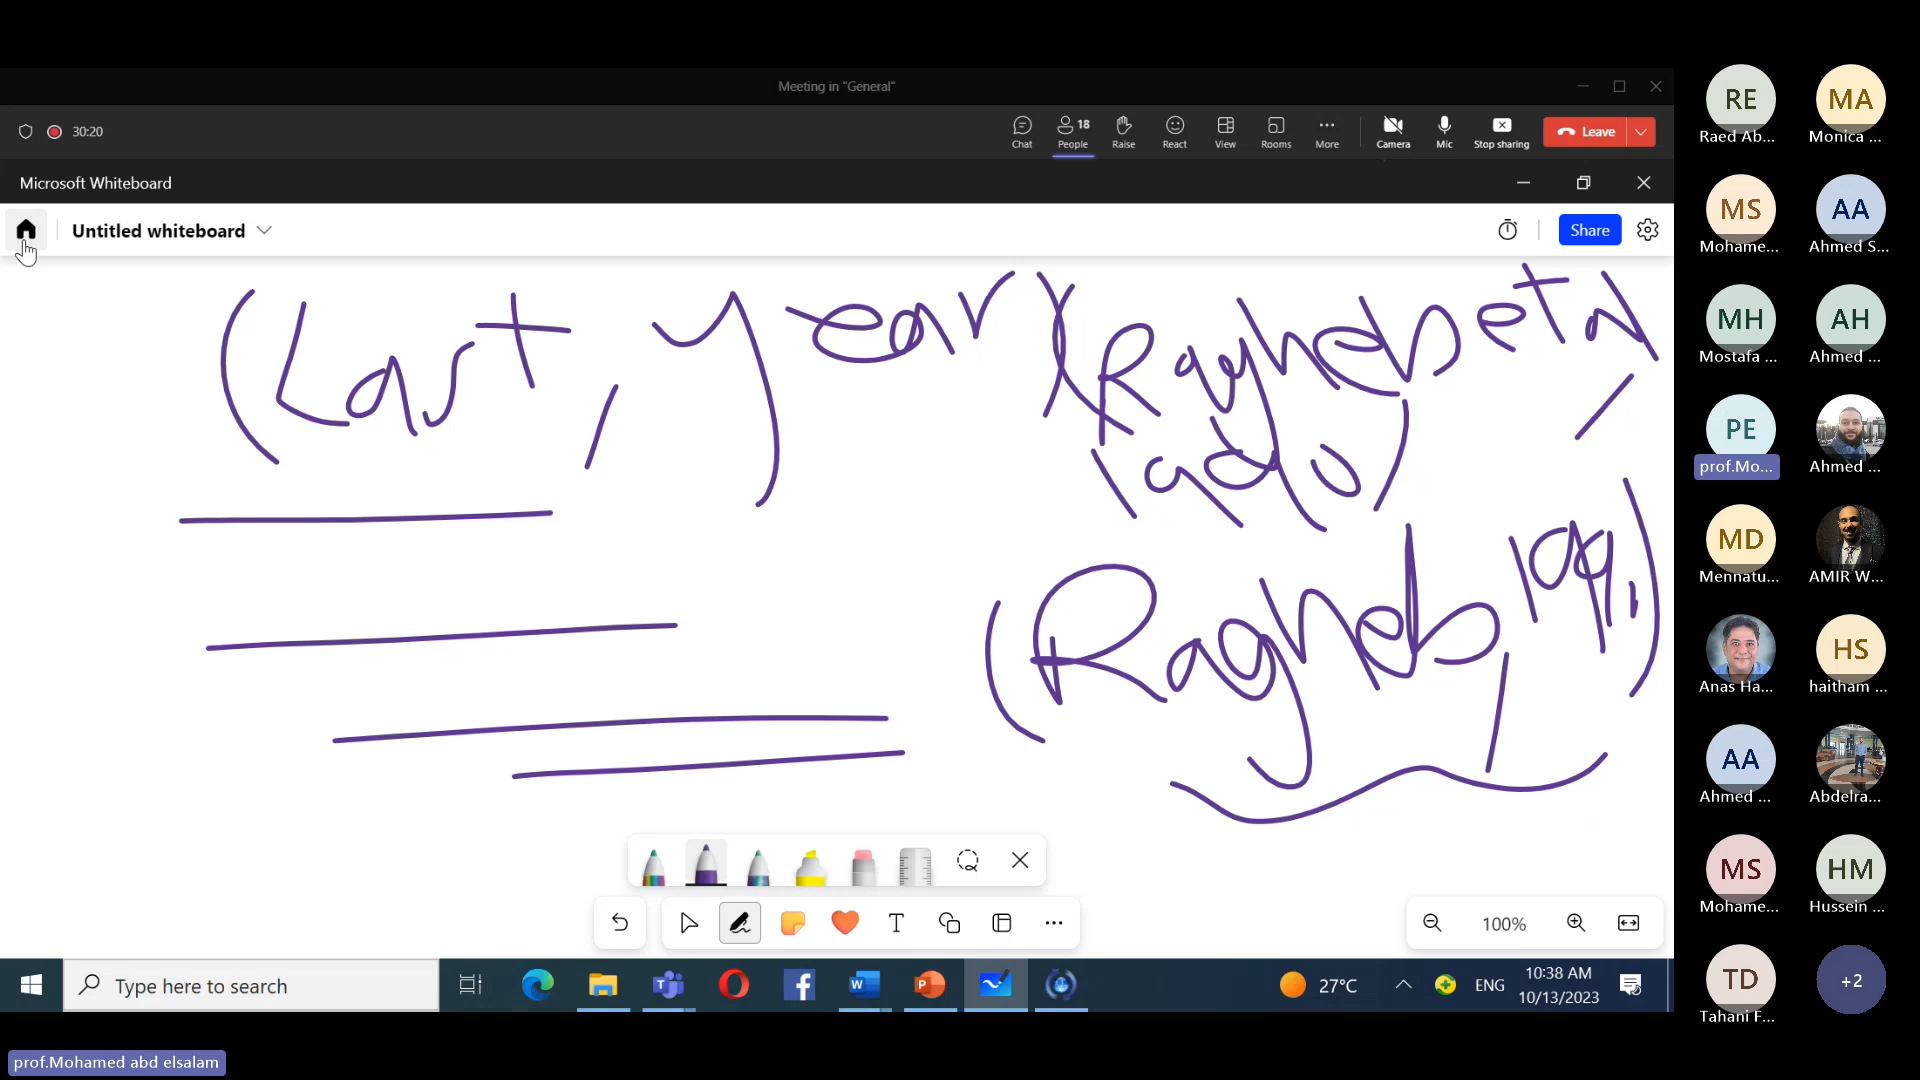 Meeting in "General"
30:20
Chat
18
People
Raise
React
View
Rooms
More
Camera
Mic
Stop sharing
Leave
Microsoft Whiteboard
Untitled whiteboard
Share
(Last, year)
(Ragheb et al,
(Ragheb, 1991)
100%
Type here to search
27°C
ENG
10:38 AM
10/13/2023
RE
Raed Ab...
MA
Monica ...
MS
Mohame...
AA
Ahmed S...
MH
Mostafa ...
AH
Ahmed ...
PE
prof.Mo...
Ahmed ...
MD
Mennatu...
AMIR W...
Anas Ha...
HS
haitham ...
AA
Ahmed ...
Abdelra...
MS
Mohame...
HM
Hussein ...
TD
Tahani F...
+2
prof.Mohamed abd elsalam